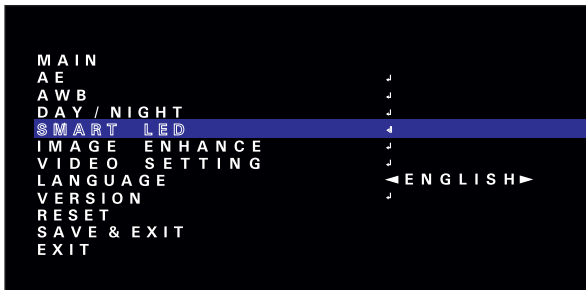 MAIN
AE ↲
AWB ↲
DAY / NIGHT ↲
SMART LED ↲
IMAGE ENHANCE ↲
VIDEO SETTING ↲
LANGUAGE ◄ENGLISH►
VERSION ↲
RESET
SAVE & EXIT
EXIT